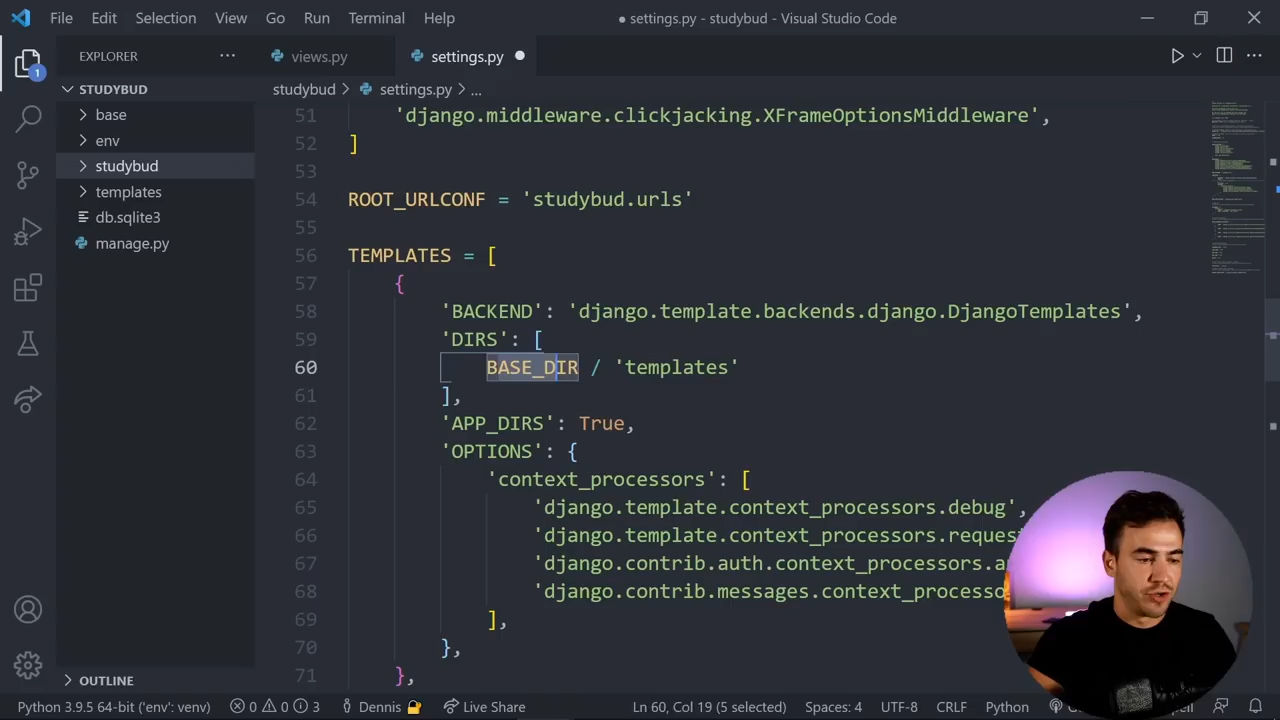 File Edit Selection View Go Run Terminal Help
● settings.py - studybud - Visual Studio Code
1
EXPLORER ···
views.py
settings.py ●
STUDYBUD
studybud > settings.py > ...
base
env
studybud
templates
db.sqlite3
manage.py
51 'django.middleware.clickjacking.XFrameOptionsMiddleware',
52 ]
53
54 ROOT_URLCONF = 'studybud.urls'
55
56 TEMPLATES = [
57 {
58 'BACKEND': 'django.template.backends.django.DjangoTemplates',
59 'DIRS': [
60 BASE_DIR / 'templates'
61 ],
62 'APP_DIRS': True,
63 'OPTIONS': {
64 'context_processors': [
65 'django.template.context_processors.debug',
66 'django.template.context_processors.reques
67 'django.contrib.auth.context_processors.a
68 'django.contrib.messages.context_processo
69 ],
70 },
71 },
OUTLINE
Python 3.9.5 64-bit ('env': venv) 0 0 3 Dennis Live Share Ln 60, Col 19 (5 selected) Spaces: 4 UTF-8 CRLF Python